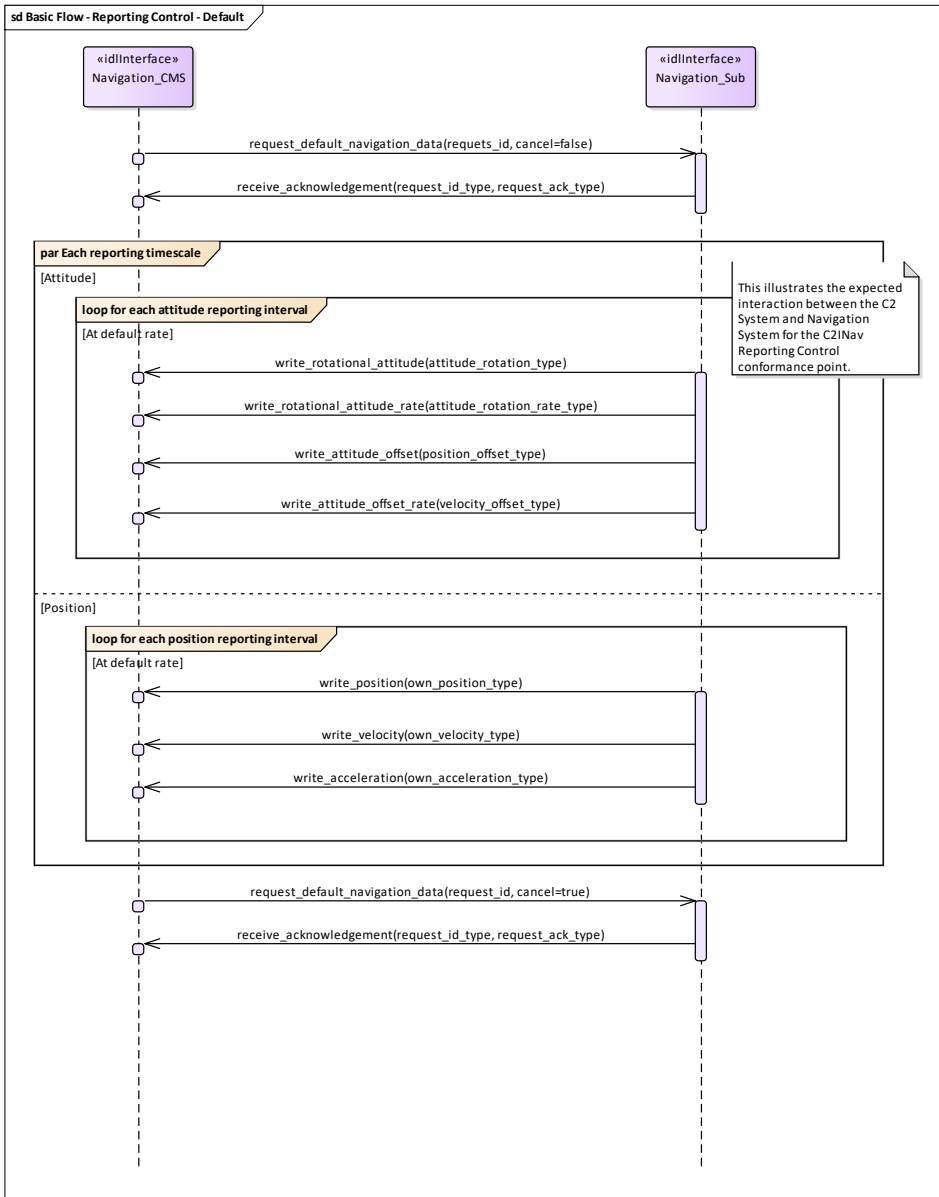 sd Basic Flow - Reporting Control - Default
«idlInterface»
Navigation_CMS
«idlInterface»
Navigation_Sub
request_default_navigation_data(requets_id, cancel=false)
receive_acknowledgement(request_id_type, request_ack_type)
par Each reporting timescale
[Attitude]
This illustrates the expected
interaction between the C2
System and Navigation
System for the C2INav
Reporting Control
conformance point.
loop for each attitude reporting interval
[At default rate]
write_rotational_attitude(attitude_rotation_type)
write_rotational_attitude_rate(attitude_rotation_rate_type)
write_attitude_offset(position_offset_type)
write_attitude_offset_rate(velocity_offset_type)
[Position]
loop for each position reporting interval
[At default rate]
write_position(own_position_type)
write_velocity(own_velocity_type)
write_acceleration(own_acceleration_type)
request_default_navigation_data(request_id, cancel=true)
receive_acknowledgement(request_id_type, request_ack_type)